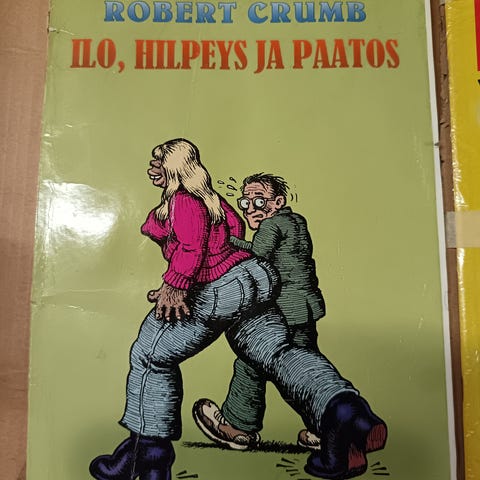 ROBERT CRUMB
ILO, HILPEYS JA PAATOS